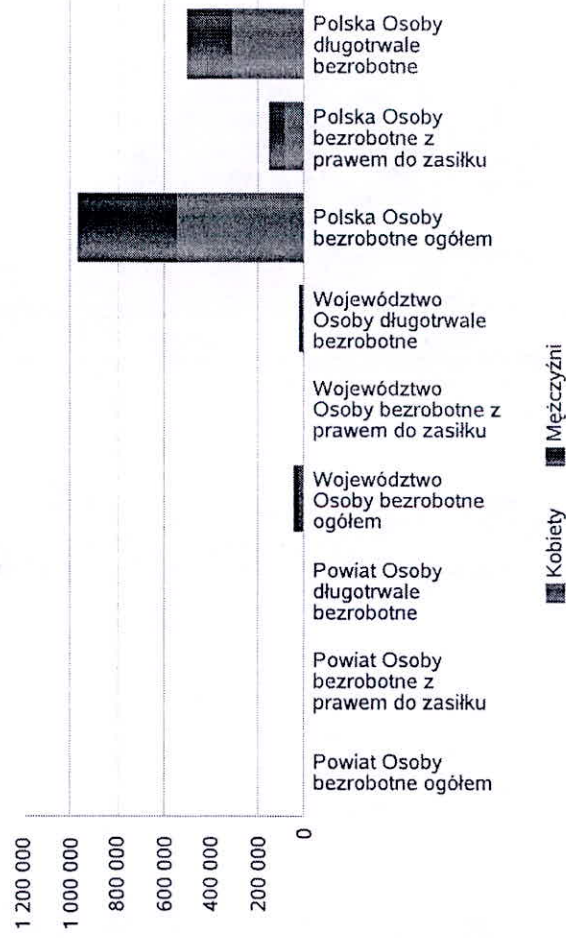 1 200 000
1 000 000
800 000
600 000
400 000
200 000
0
Powiat Osoby
bezrobotne ogółem
Powiat Osoby
bezrobotne z
prawem do zasiłku
Powiat Osoby
długotrwale
bezrobotne
Województwo
Osoby bezrobotne
ogółem
Województwo
Osoby bezrobotne z
prawem do zasiłku
Województwo
Osoby długotrwale
bezrobotne
Polska Osoby
bezrobotne ogółem
Polska Osoby
bezrobotne z
prawem do zasiłku
Polska Osoby
długotrwale
bezrobotne
Kobiety
Mężczyźni